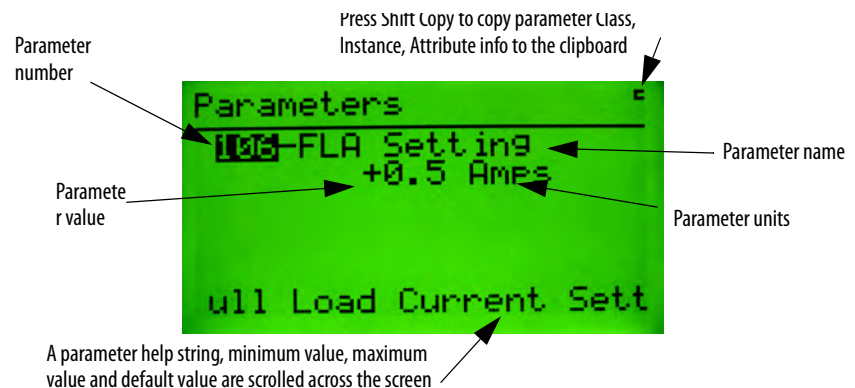 Press Shift Copy to copy parameter Class,
Instance, Attribute info to the clipboard
Parameter
number
Parameters
106-FLA Setting
+0.5 Amps
Parameter name
Paramete
r value
Parameter units
ull Load Current Sett
A parameter help string, minimum value, maximum
value and default value are scrolled across the screen